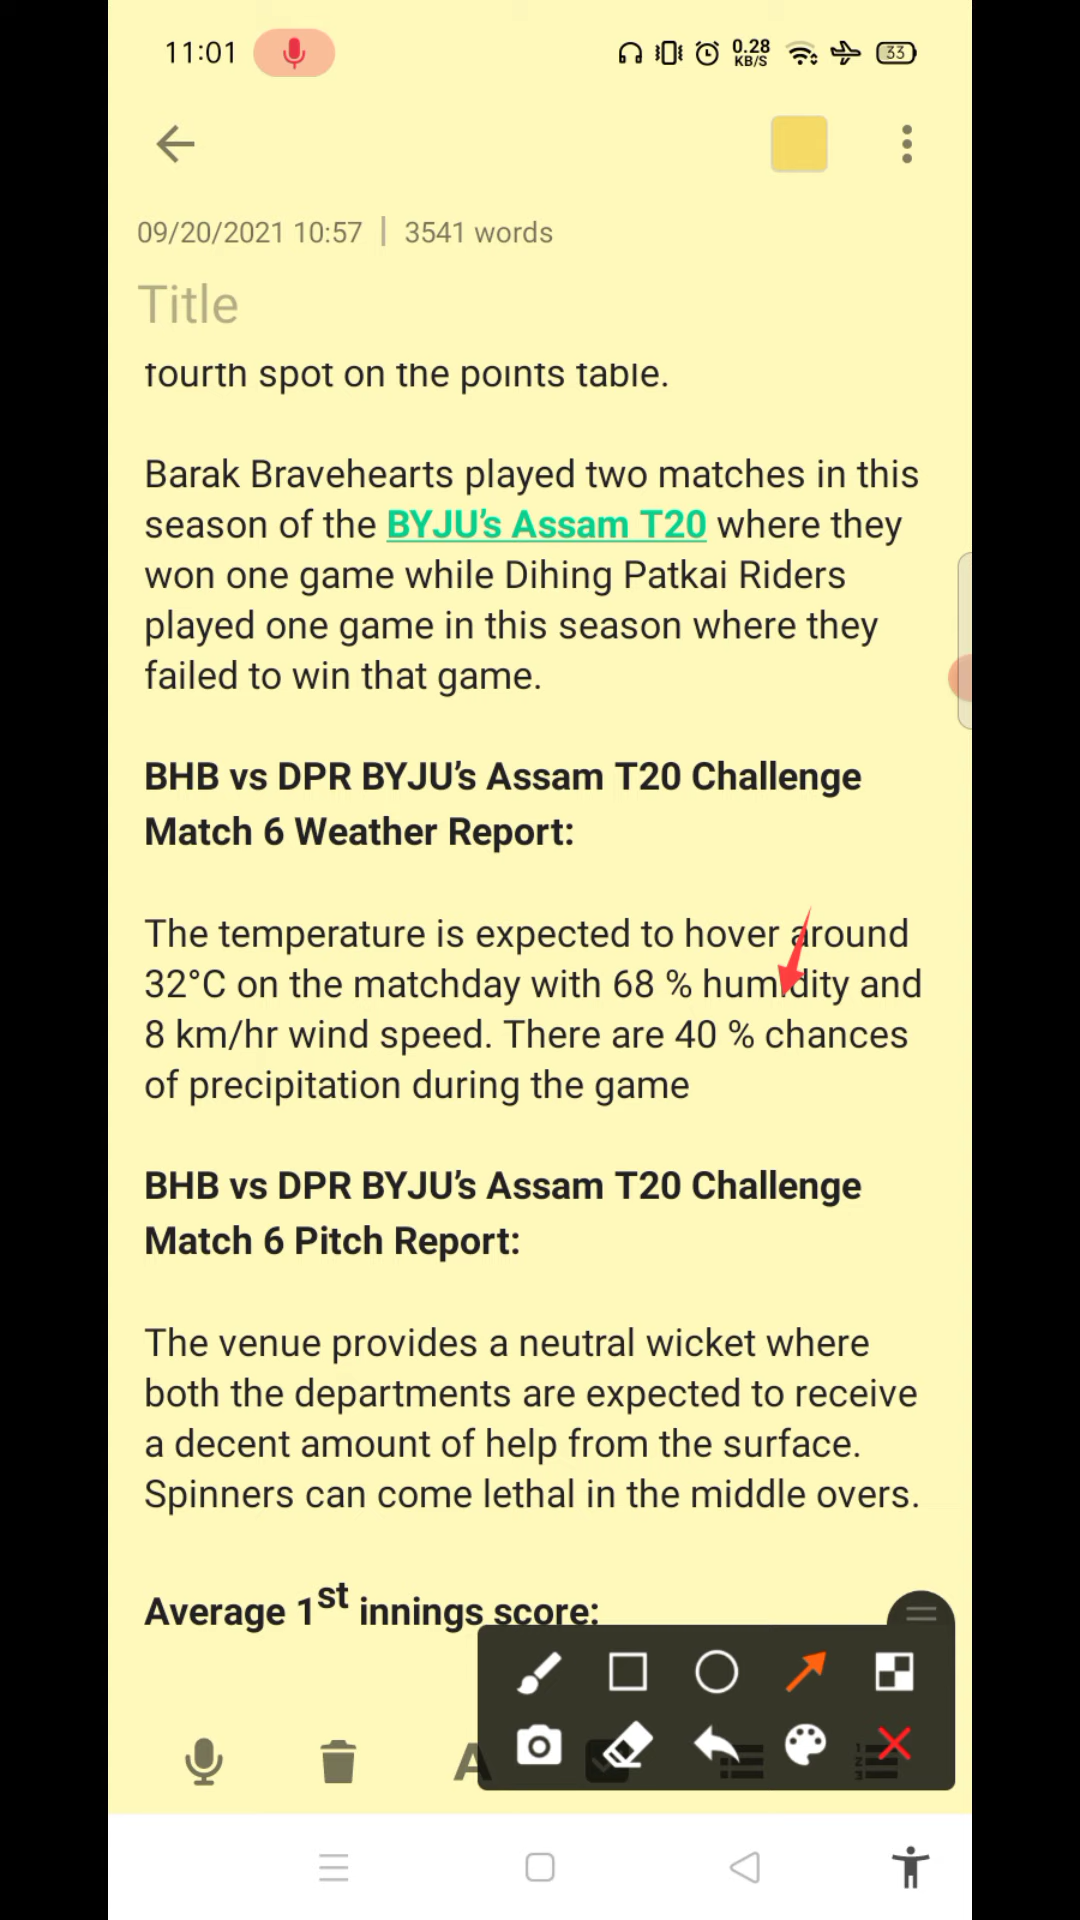 11:01
0.28
KB/S
33
09/20/2021 10:57 | 3541 words
Title
fourth spot on the points table.
Barak Bravehearts played two matches in this
season of the BYJU's Assam T20 where they
won one game while Dihing Patkai Riders
played one game in this season where they
failed to win that game.
BHB vs DPR BYJU's Assam T20 Challenge
Match 6 Weather Report:
The temperature is expected to hover around
32°C on the matchday with 68 % humidity and
8 km/hr wind speed. There are 40 % chances
of precipitation during the game
BHB vs DPR BYJU's Assam T20 Challenge
Match 6 Pitch Report:
The venue provides a neutral wicket where
both the departments are expected to receive
a decent amount of help from the surface.
Spinners can come lethal in the middle overs.
Average 1st innings score:
A